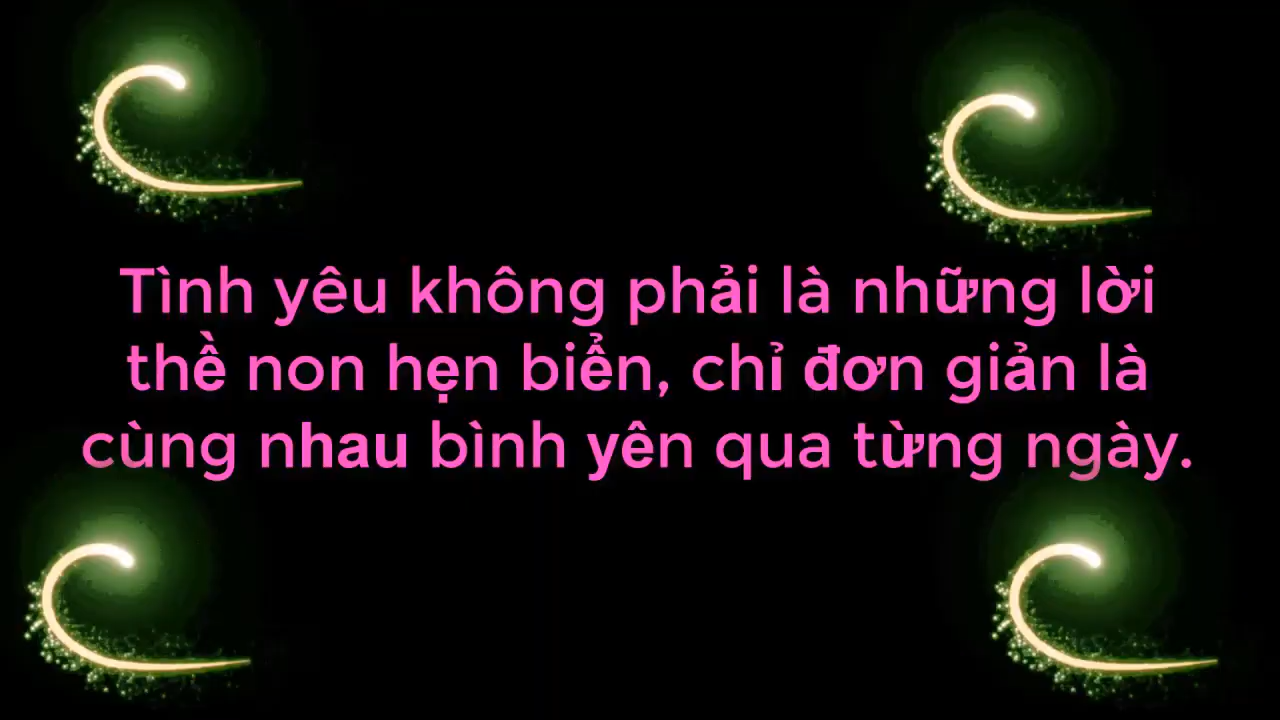 Tình yêu không phải là những lời
thề non hẹn biển, chỉ đơn giản là
cùng nhau bình yên qua từng ngày.